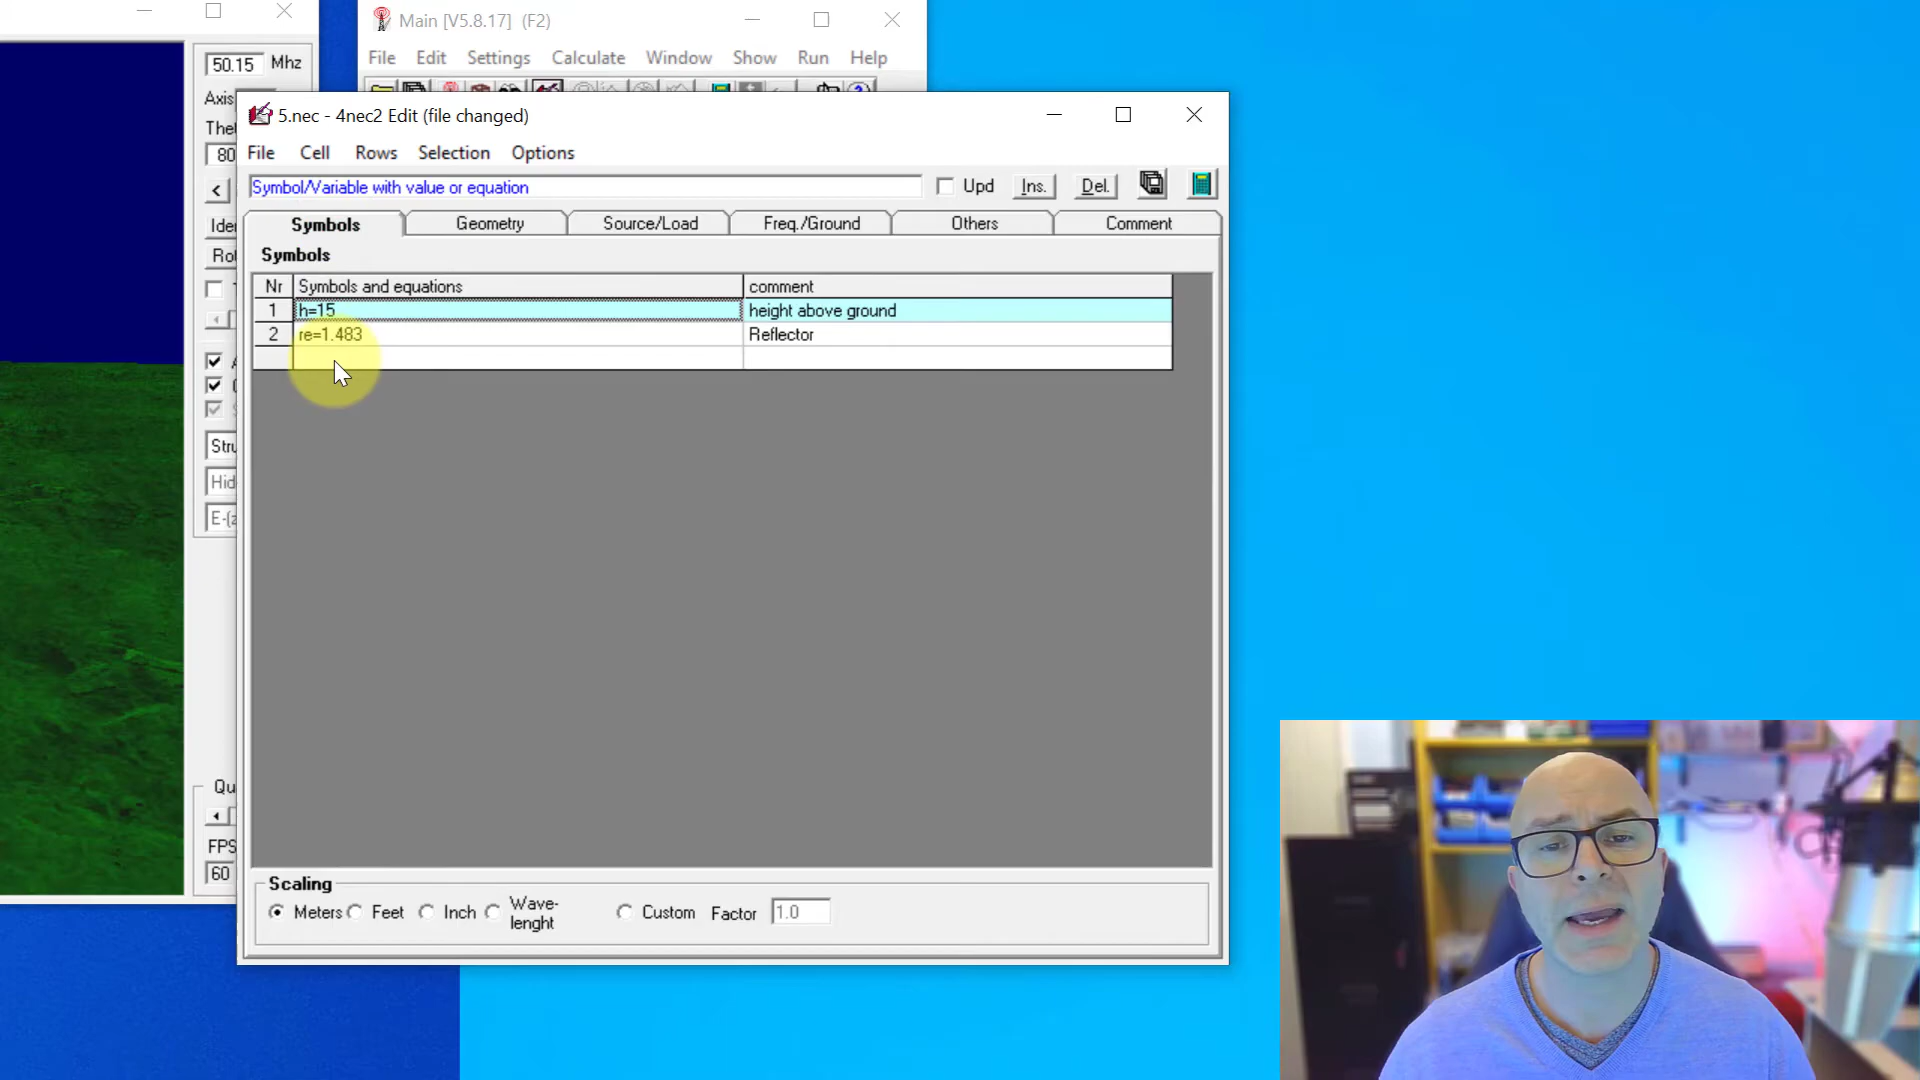 50.15 Mhz
Axis
80
<
Qu
FPS
60
Main [V5.8.17] (F2)
File Edit Settings Calculate Window Show Run Help
5.nec - 4nec2 Edit (file changed)
File Cell Rows Selection Options
Symbol/Variable with value or equation Upd Ins. Del.
Symbols Geometry Source/Load Freq./Ground Others Comment
Symbols
Nr Symbols and equations comment
1 h=15 height above ground
2 re=1.483 Reflector
Scaling
Meters Feet Inch Wave-
lenght
Custom Factor 1.0